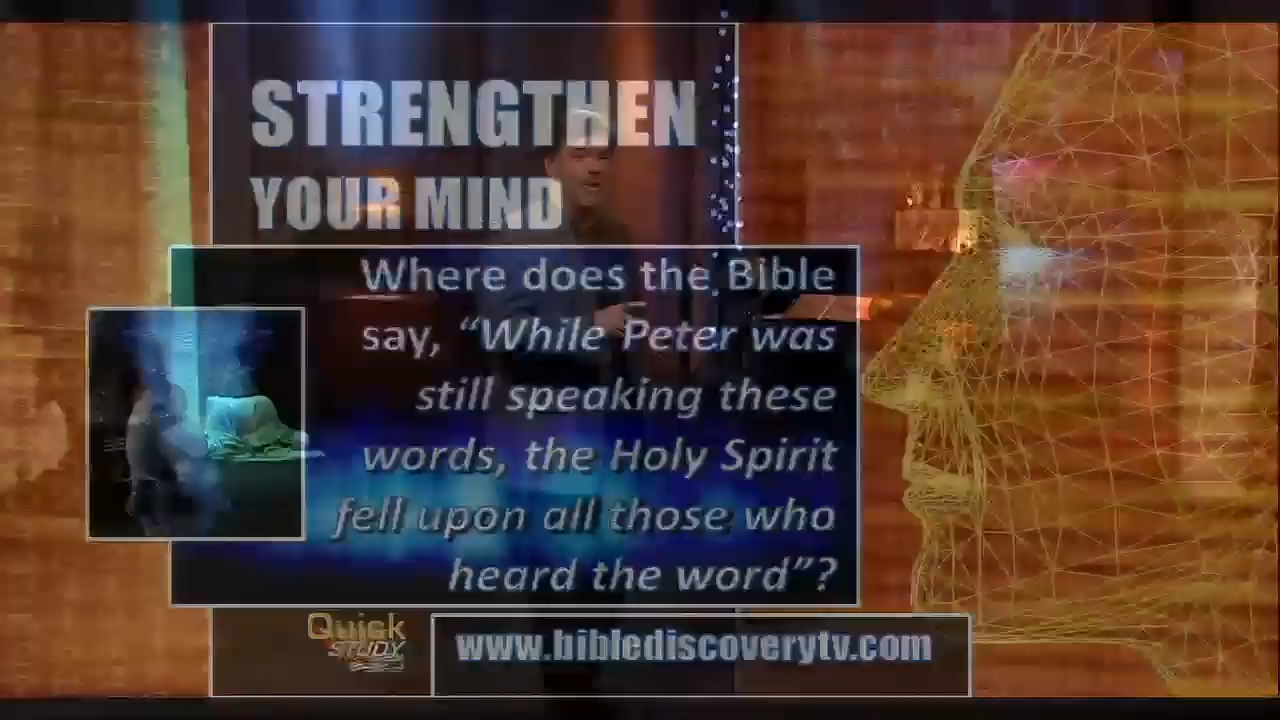 STRENGTHEN
YOUR MIND
Where does the Bible
say, “While Peter was
still speaking these
words, the Holy Spirit
fell upon all those who
heard the word”?
Quick
STUDY
www.biblediscoverytv.com